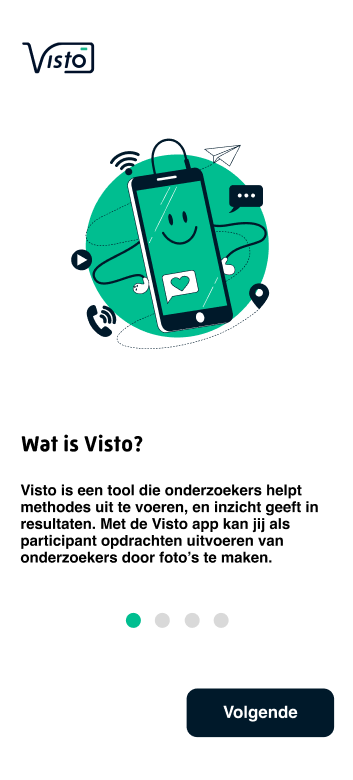 Visto
Wat is Visto?
Visto is een tool die onderzoekers helpt
methodes uit te voeren, en inzicht geeft in
resultaten. Met de Visto app kan jij als
participant opdrachten uitvoeren van
onderzoekers door foto's te maken.
Volgende